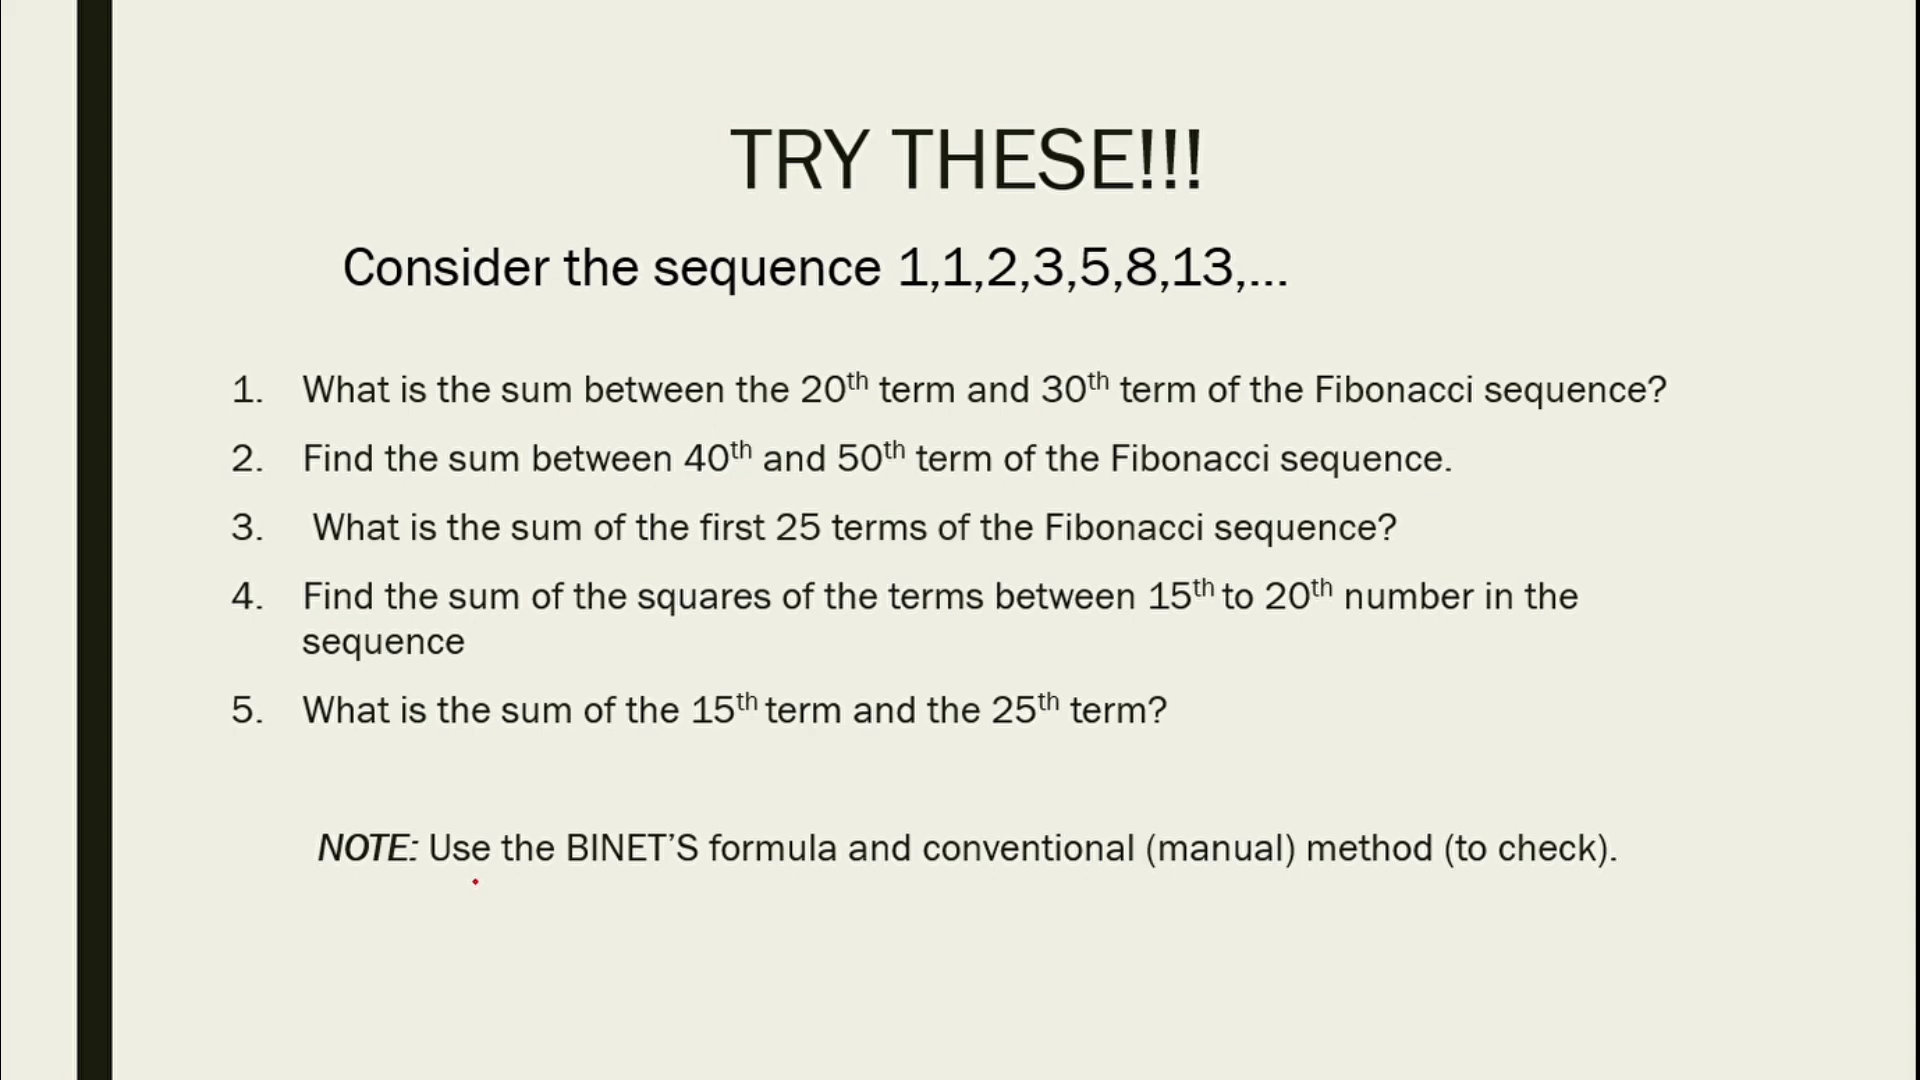 TRY THESE!!!
Consider the sequence 1,1,2,3,5,8,13,...
1. What is the sum between the 20th term and 30th term of the Fibonacci sequence?
2. Find the sum between 40th and 50th term of the Fibonacci sequence.
3. What is the sum of the first 25 terms of the Fibonacci sequence?
4. Find the sum of the squares of the terms between 15th to 20th number in the
sequence
5. What is the sum of the 15th term and the 25th term?
NOTE: Use the BINET’S formula and conventional (manual) method (to check).